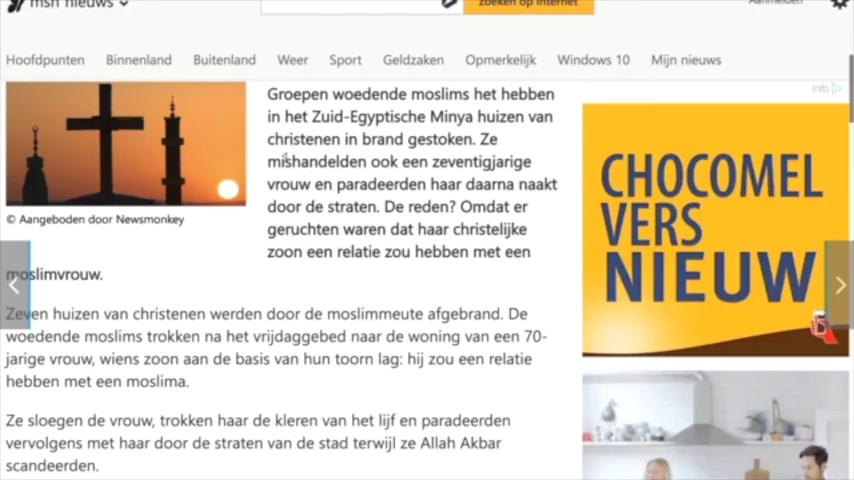 msn nieuws
zoeken op internet
Aanmelden
Hoofdpunten Binnenland Buitenland Weer Sport Geldzaken Opmerkelijk Windows 10 Mijn nieuws
Info
Groepen woedende moslims het hebben
in het Zuid-Egyptische Minya huizen van
christenen in brand gestoken. Ze
mishandelden ook een zeventigjarige
vrouw en paradeerden haar daarna naakt
door de straten. De reden? Omdat er
geruchten waren dat haar christelijke
zoon een relatie zou hebben met een
moslimvrouw.
© Aangeboden door Newsmonkey
Zeven huizen van christenen werden door de moslimmeute afgebrand. De
woedende moslims trokken na het vrijdaggebed naar de woning van een 70-
jarige vrouw, wiens zoon aan de basis van hun toorn lag: hij zou een relatie
hebben met een moslima.
Ze sloegen de vrouw, trokken haar de kleren van het lijf en paradeerden
vervolgens met haar door de straten van de stad terwijl ze Allah Akbar
scandeerden.
CHOCOMEL
VERS
NIEUW